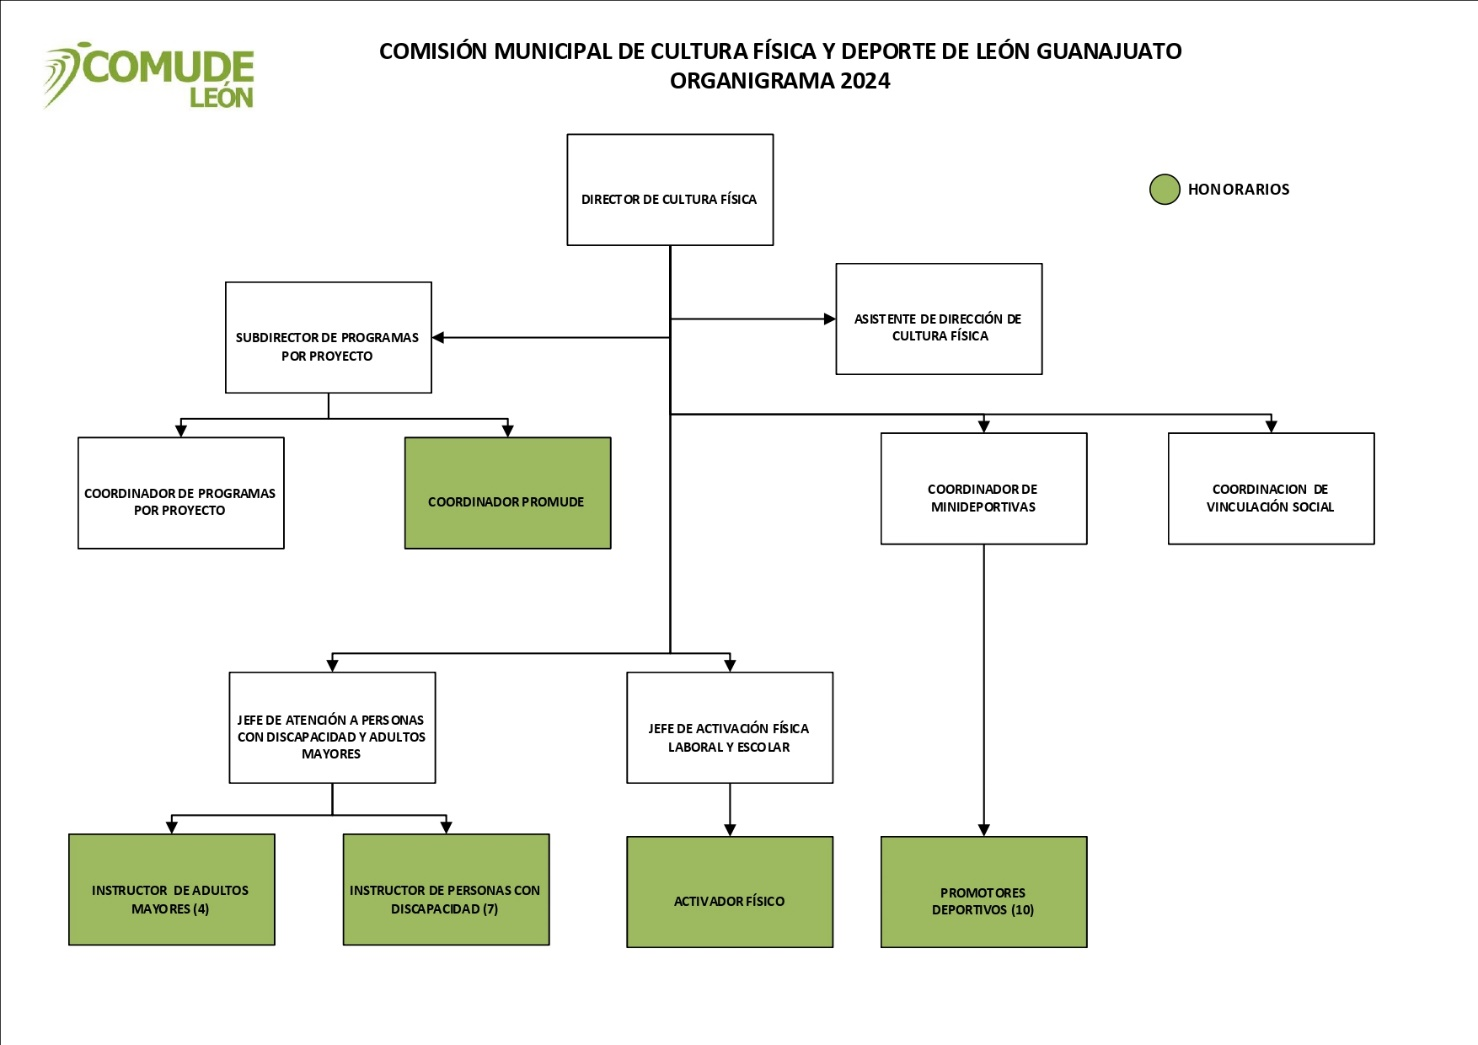 COMUDE
LEÓN
COMISIÓN MUNICIPAL DE CULTURA FÍSICA Y DEPORTE DE LEÓN GUANAJUATO
ORGANIGRAMA 2024
DIRECTOR DE CULTURA FÍSICA
HONORARIOS
SUBDIRECTOR DE PROGRAMAS
POR PROYECTO
ASISTENTE DE DIRECCIÓN DE
CULTURA FÍSICA
COORDINADOR DE PROGRAMAS
POR PROYECTO
COORDINADOR PROMUDE
COORDINADOR DE
MINIDEPORTIVAS
COORDINACION DE
VINCULACIÓN SOCIAL
JEFE DE ATENCIÓN A PERSONAS
CON DISCAPACIDAD Y ADULTOS
MAYORES
JEFE DE ACTIVACIÓN FÍSICA
LABORAL Y ESCOLAR
INSTRUCTOR DE ADULTOS
MAYORES (4)
INSTRUCTOR DE PERSONAS CON
DISCAPACIDAD (7)
ACTIVADOR FÍSICO
PROMOTORES
DEPORTIVOS (10)